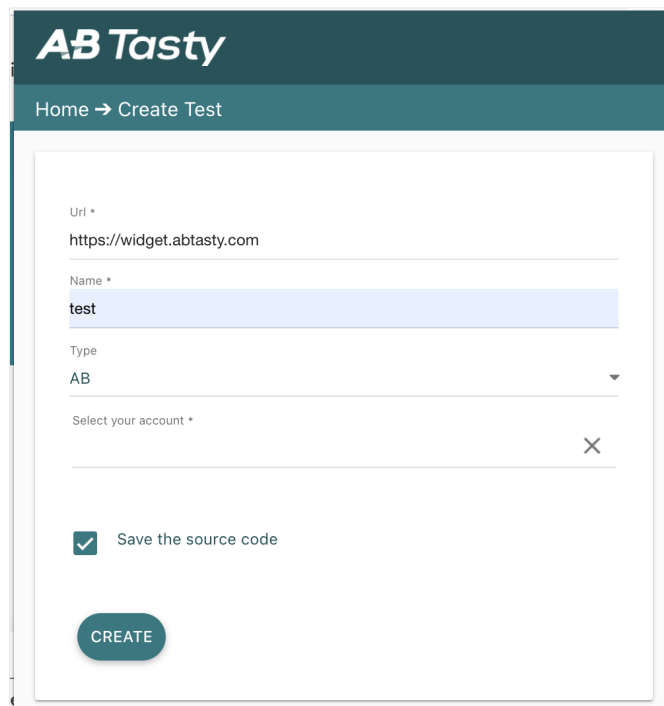 AB Tasty
Home ➔ Create Test
Url *
https://widget.abtasty.com
Name *
test
Type
AB
Select your account *
Save the source code
CREATE